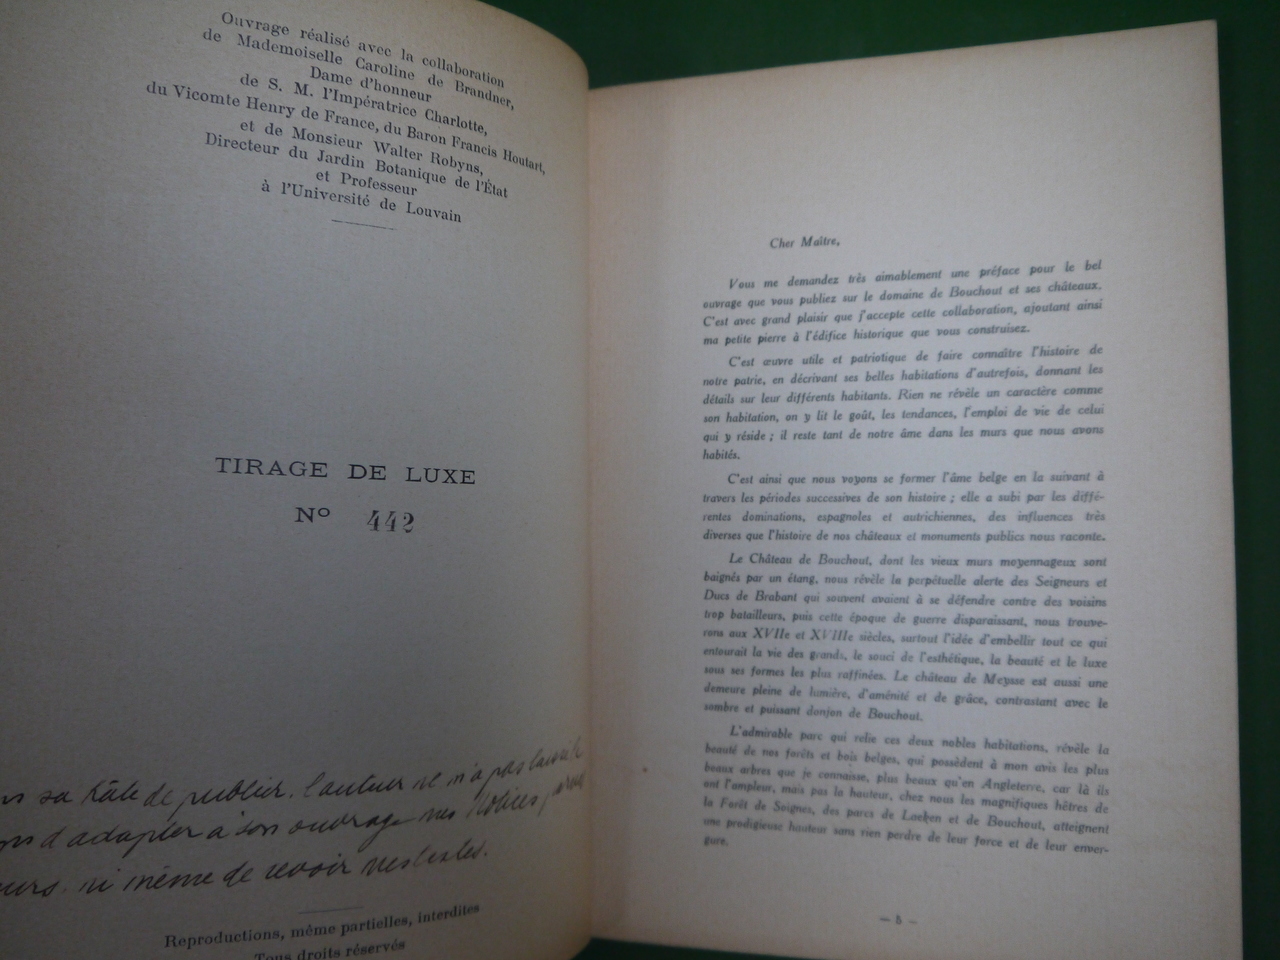 Ouvrage réalisé avec la collaboration
de Mademoiselle Caroline de Brandner,
Dame d'honneur
de S. M. l'Impératrice Charlotte,
du Vicomte Henry de France, du Baron Francis Houtart,
et de Monsieur Walter Robyns,
Directeur du Jardin Botanique de l'État
et Professeur
à l'Université de Louvain
TIRAGE DE LUXE
Nº 442
sa hâte de publier, l'auteur ne n'a pas laissé le
d'adapter à son ouvrage mes Notices
ni même de revoir mes textes.
Reproductions, même partielles, interdites
Tous droits réservés
Cher Maître,
Vous me demandez très aimablement une préface pour le bel
ouvrage que vous publiez sur le domaine de Bouchout et ses châteaux.
C'est avec grand plaisir que j'accepte cette collaboration, ajoutant ainsi
ma petite pierre à l'édifice historique que vous construisez.
C'est œuvre utile et patriotique de faire connaître l'histoire de
notre patrie, en décrivant ses belles habitations d'autrefois, donnant les
détails sur leur différents habitants. Rien ne révèle un caractère comme
son habitation, on y lit le goût, les tendances, l'emploi de vie de celui
qui y réside ; il reste tant de notre âme dans les murs que nous avons
habités.
C'est ainsi que nous voyons se former l'âme belge en la suivant à
travers les périodes successives de son histoire ; elle a subi par les diffé-
rentes dominations, espagnoles et autrichiennes, des influences très
diverses que l'histoire de nos châteaux et monuments publics nous raconte.
Le Château de Bouchout, dont les vieux murs moyennageux sont
baignés par un étang, nous révèle la perpétuelle alerte des Seigneurs et
Ducs de Brabant qui souvent avaient à se défendre contre des voisins
trop batailleurs, puis cette époque de guerre disparaissant, nous trouve-
rons aux XVIIe et XVIIIe siècles, surtout l'idée d'embellir tout ce qui
entourait la vie des grands, le souci de l'esthétique, la beauté et le luxe
sous ses formes les plus raffinées. Le château de Meysse est aussi une
demeure pleine de lumière, d'aménité et de grâce, contrastant avec le
sombre et puissant donjon de Bouchout.
L'admirable parc qui relie ces deux nobles habitations, révèle la
beauté de nos forêts et bois belges, qui possèdent à mon avis les plus
beaux arbres que je connaisse, plus beaux qu'en Angleterre, car là ils
ont l'ampleur, mais pas la hauteur, chez nous les magnifiques hêtres de
la Forêt de Soignes, des parcs de Laeken et de Bouchout, atteignent
une prodigieuse hauteur sans rien perdre de leur force et de leur enver-
gure.
— 5 —